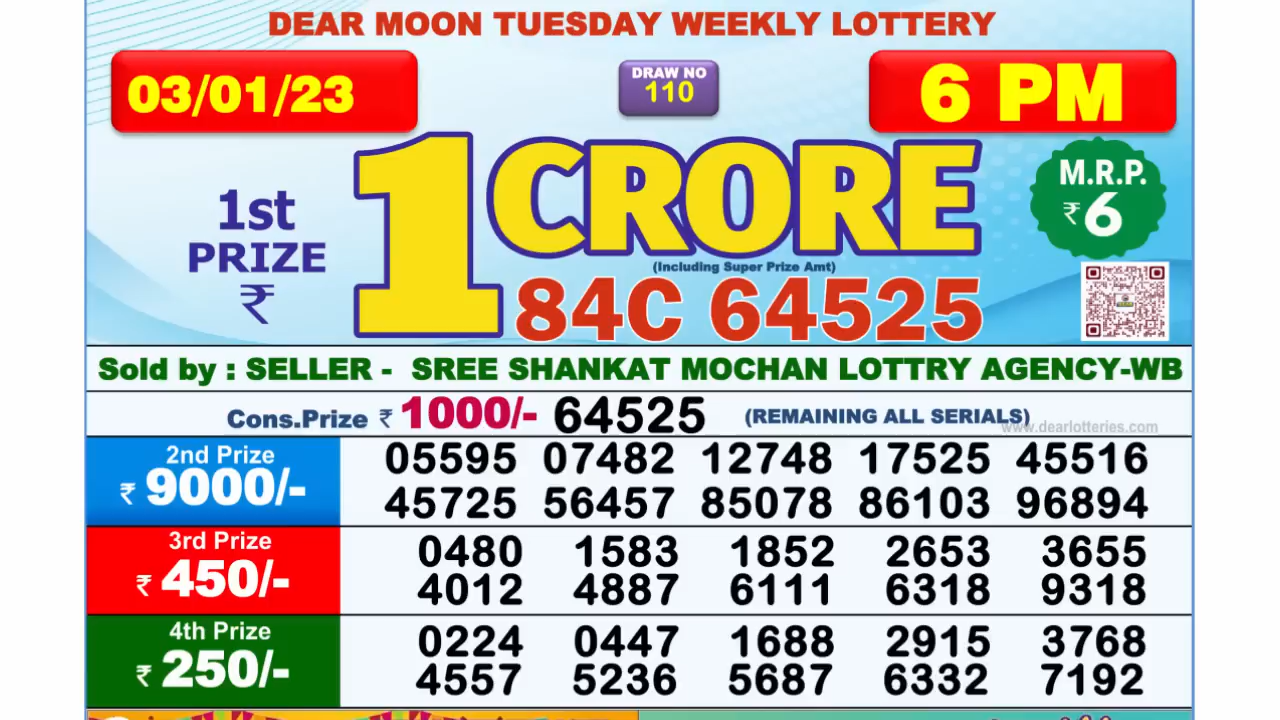 DEAR MOON TUESDAY WEEKLY LOTTERY
03/01/23
DRAW NO
110
6 PM
1st
PRIZE
₹
1 CRORE
(Including Super Prize Amt)
84C 64525
M.R.P.
₹ 6
Sold by : SELLER - SREE SHANKAT MOCHAN LOTTRY AGENCY-WB
Cons.Prize ₹ 1000/- 64525 (REMAINING ALL SERIALS)
www.dearlotteries.com
2nd Prize
₹ 9000/-
05595 07482 12748 17525 45516
45725 56457 85078 86103 96894
3rd Prize
₹ 450/-
0480 1583 1852 2653 3655
4012 4887 6111 6318 9318
4th Prize
₹ 250/-
0224 0447 1688 2915 3768
4557 5236 5687 6332 7192